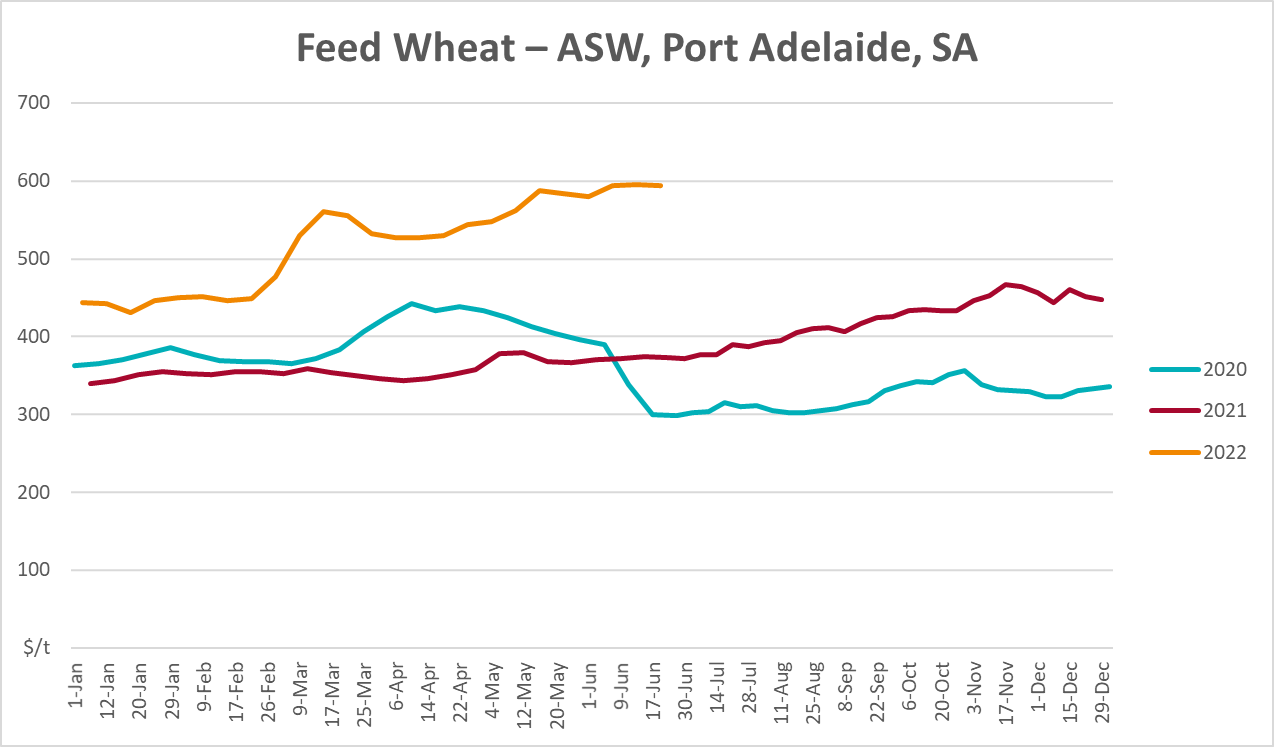 Feed Wheat – ASW, Port Adelaide, SA
700
600
500
400
300
200
100
$/t
1-Jan
12-Jan
20-Jan
29-Jan
9-Feb
17-Feb
26-Feb
9-Mar
17-Mar
25-Mar
6-Apr
14-Apr
22-Apr
4-May
12-May
20-May
1-Jun
9-Jun
17-Jun
30-Jun
14-Jul
28-Jul
11-Aug
25-Aug
8-Sep
22-Sep
6-Oct
20-Oct
3-Nov
17-Nov
1-Dec
15-Dec
29-Dec
2020
2021
2022